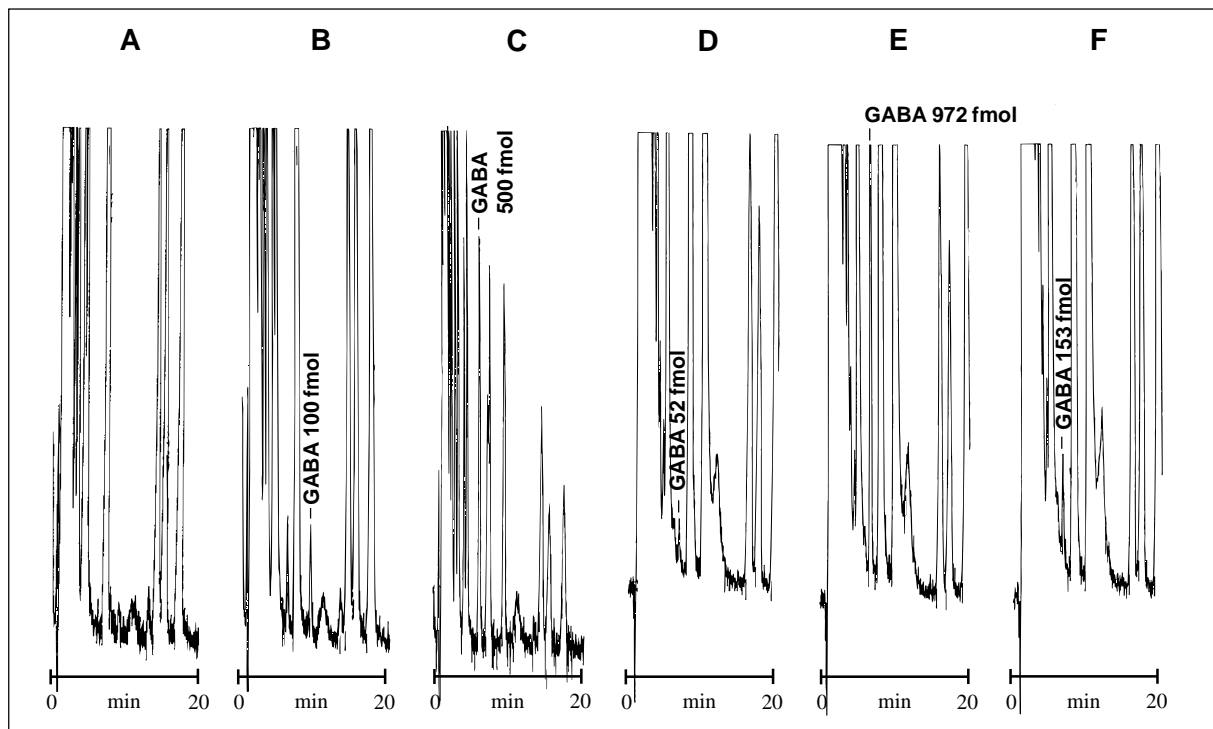 A B C D E F
GABA 972 fmol
GABA
500 fmol
GABA 100 fmol
GABA 52 fmol
GABA 153 fmol
0 min 20 0 min 20 0 min 20 0 min 20 0 min 20 0 min 20